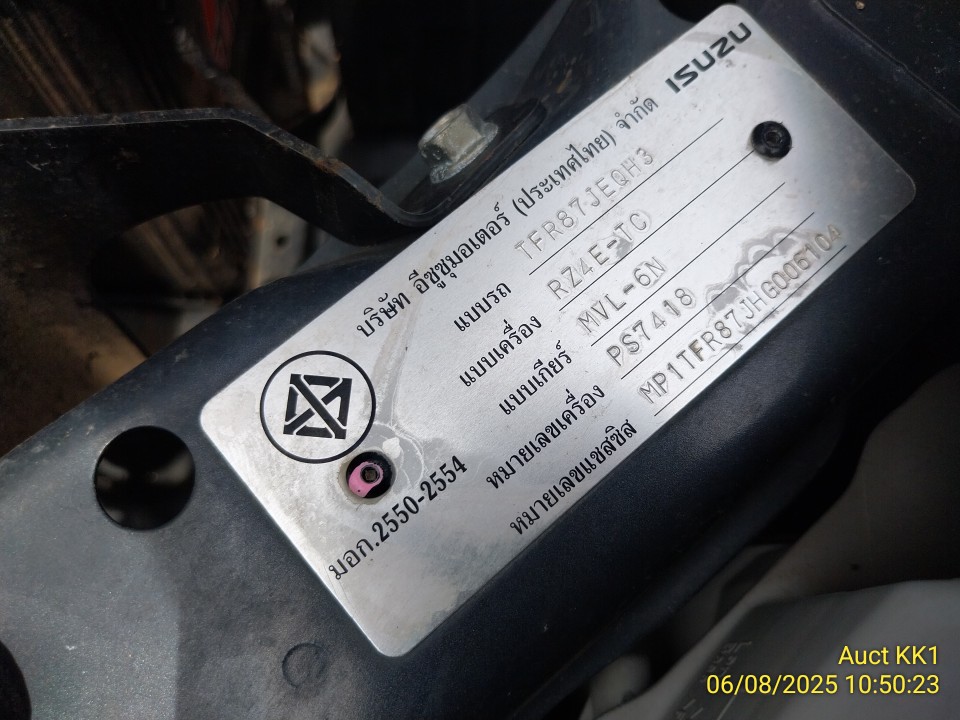 ISUZU
บริษัท อีซูซุมอเตอร์ (ประเทศไทย) จำกัด
แบบรถ TFR87JEQH3
แบบเครื่อง RZ4E-TC
แบบเกียร์ MVL-6N
หมายเลขเครื่อง PS7418
หมายเลขแชสซิส MP1TFR87JHG006104
มอก.2550-2554
Auct KK1
06/08/2025 10:50:23